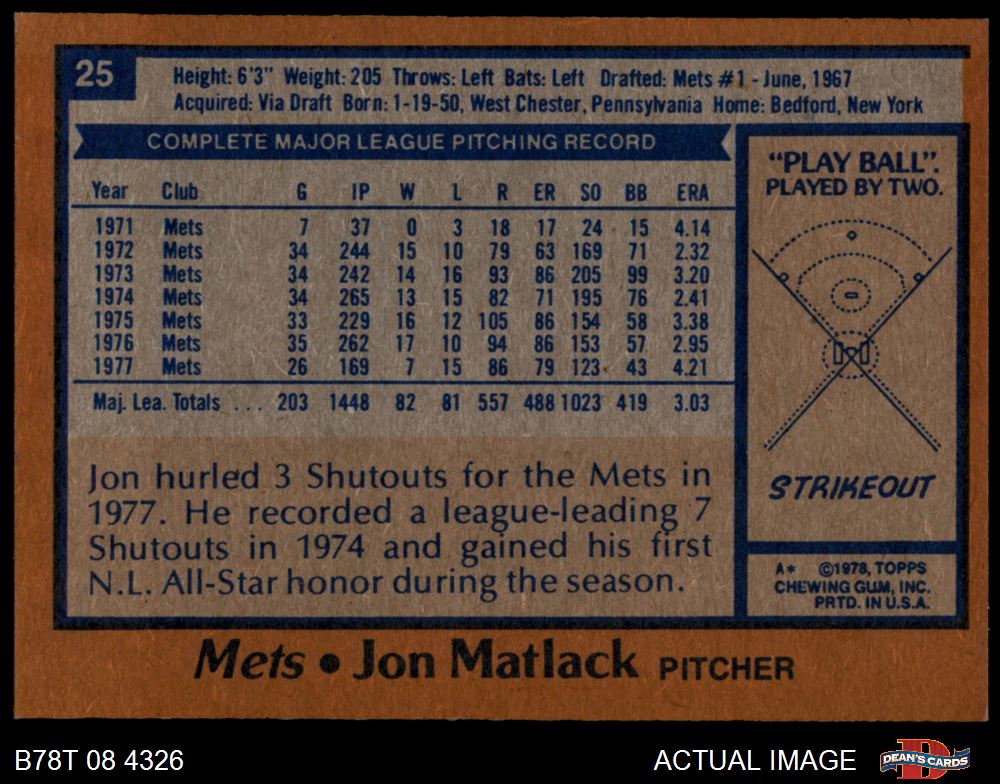 25
Height: 6'3" Weight: 205 Throws: Left Bats: Left Drafted: Mets #1 - June, 1967
Acquired: Via Draft Born: 1-19-50, West Chester, Pennsylvania Home: Bedford, New York
COMPLETE MAJOR LEAGUE PITCHING RECORD
Year Club G IP W L R ER SO BB ERA
1971 Mets 7 37 0 3 18 17 24 15 4.14
1972 Mets 34 244 15 10 79 63 169 71 2.32
1973 Mets 34 242 14 16 93 86 205 99 3.20
1974 Mets 34 265 13 15 82 71 195 76 2.41
1975 Mets 33 229 16 12 105 86 154 58 3.38
1976 Mets 35 262 17 10 94 86 153 57 2.95
1977 Mets 26 169 7 15 86 79 123 43 4.21
Maj. Lea. Totals ... 203 1448 82 81 557 488 1023 419 3.03
Jon hurled 3 Shutouts for the Mets in
1977. He recorded a league-leading 7
Shutouts in 1974 and gained his first
N.L. All-Star honor during the season.
"PLAY BALL".
PLAYED BY TWO.
STRIKEOUT
A* ©1978, TOPPS
CHEWING GUM, INC.
PRTD. IN U.S.A.
Mets • Jon Matlack PITCHER
B78T 08 4326
ACTUAL IMAGE
DEAN'S CARDS